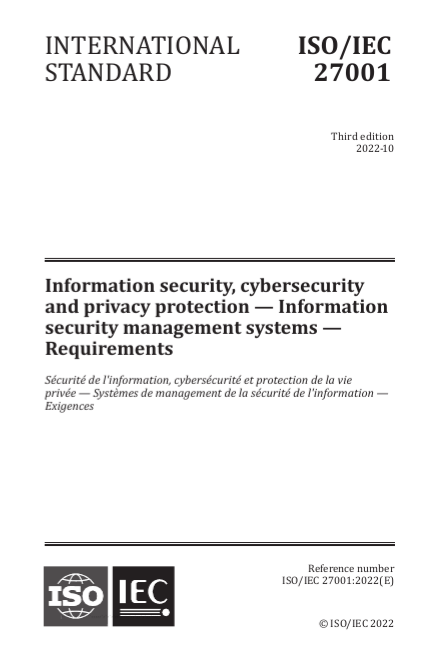 INTERNATIONAL
STANDARD
ISO/IEC
27001
Third edition
2022-10
Information security, cybersecurity
and privacy protection — Information
security management systems —
Requirements
Sécurité de l'information, cybersécurité et protection de la vie
privée — Systèmes de management de la sécurité de l'information —
Exigences
ISO
IEC
Reference number
ISO/IEC 27001:2022(E)
© ISO/IEC 2022